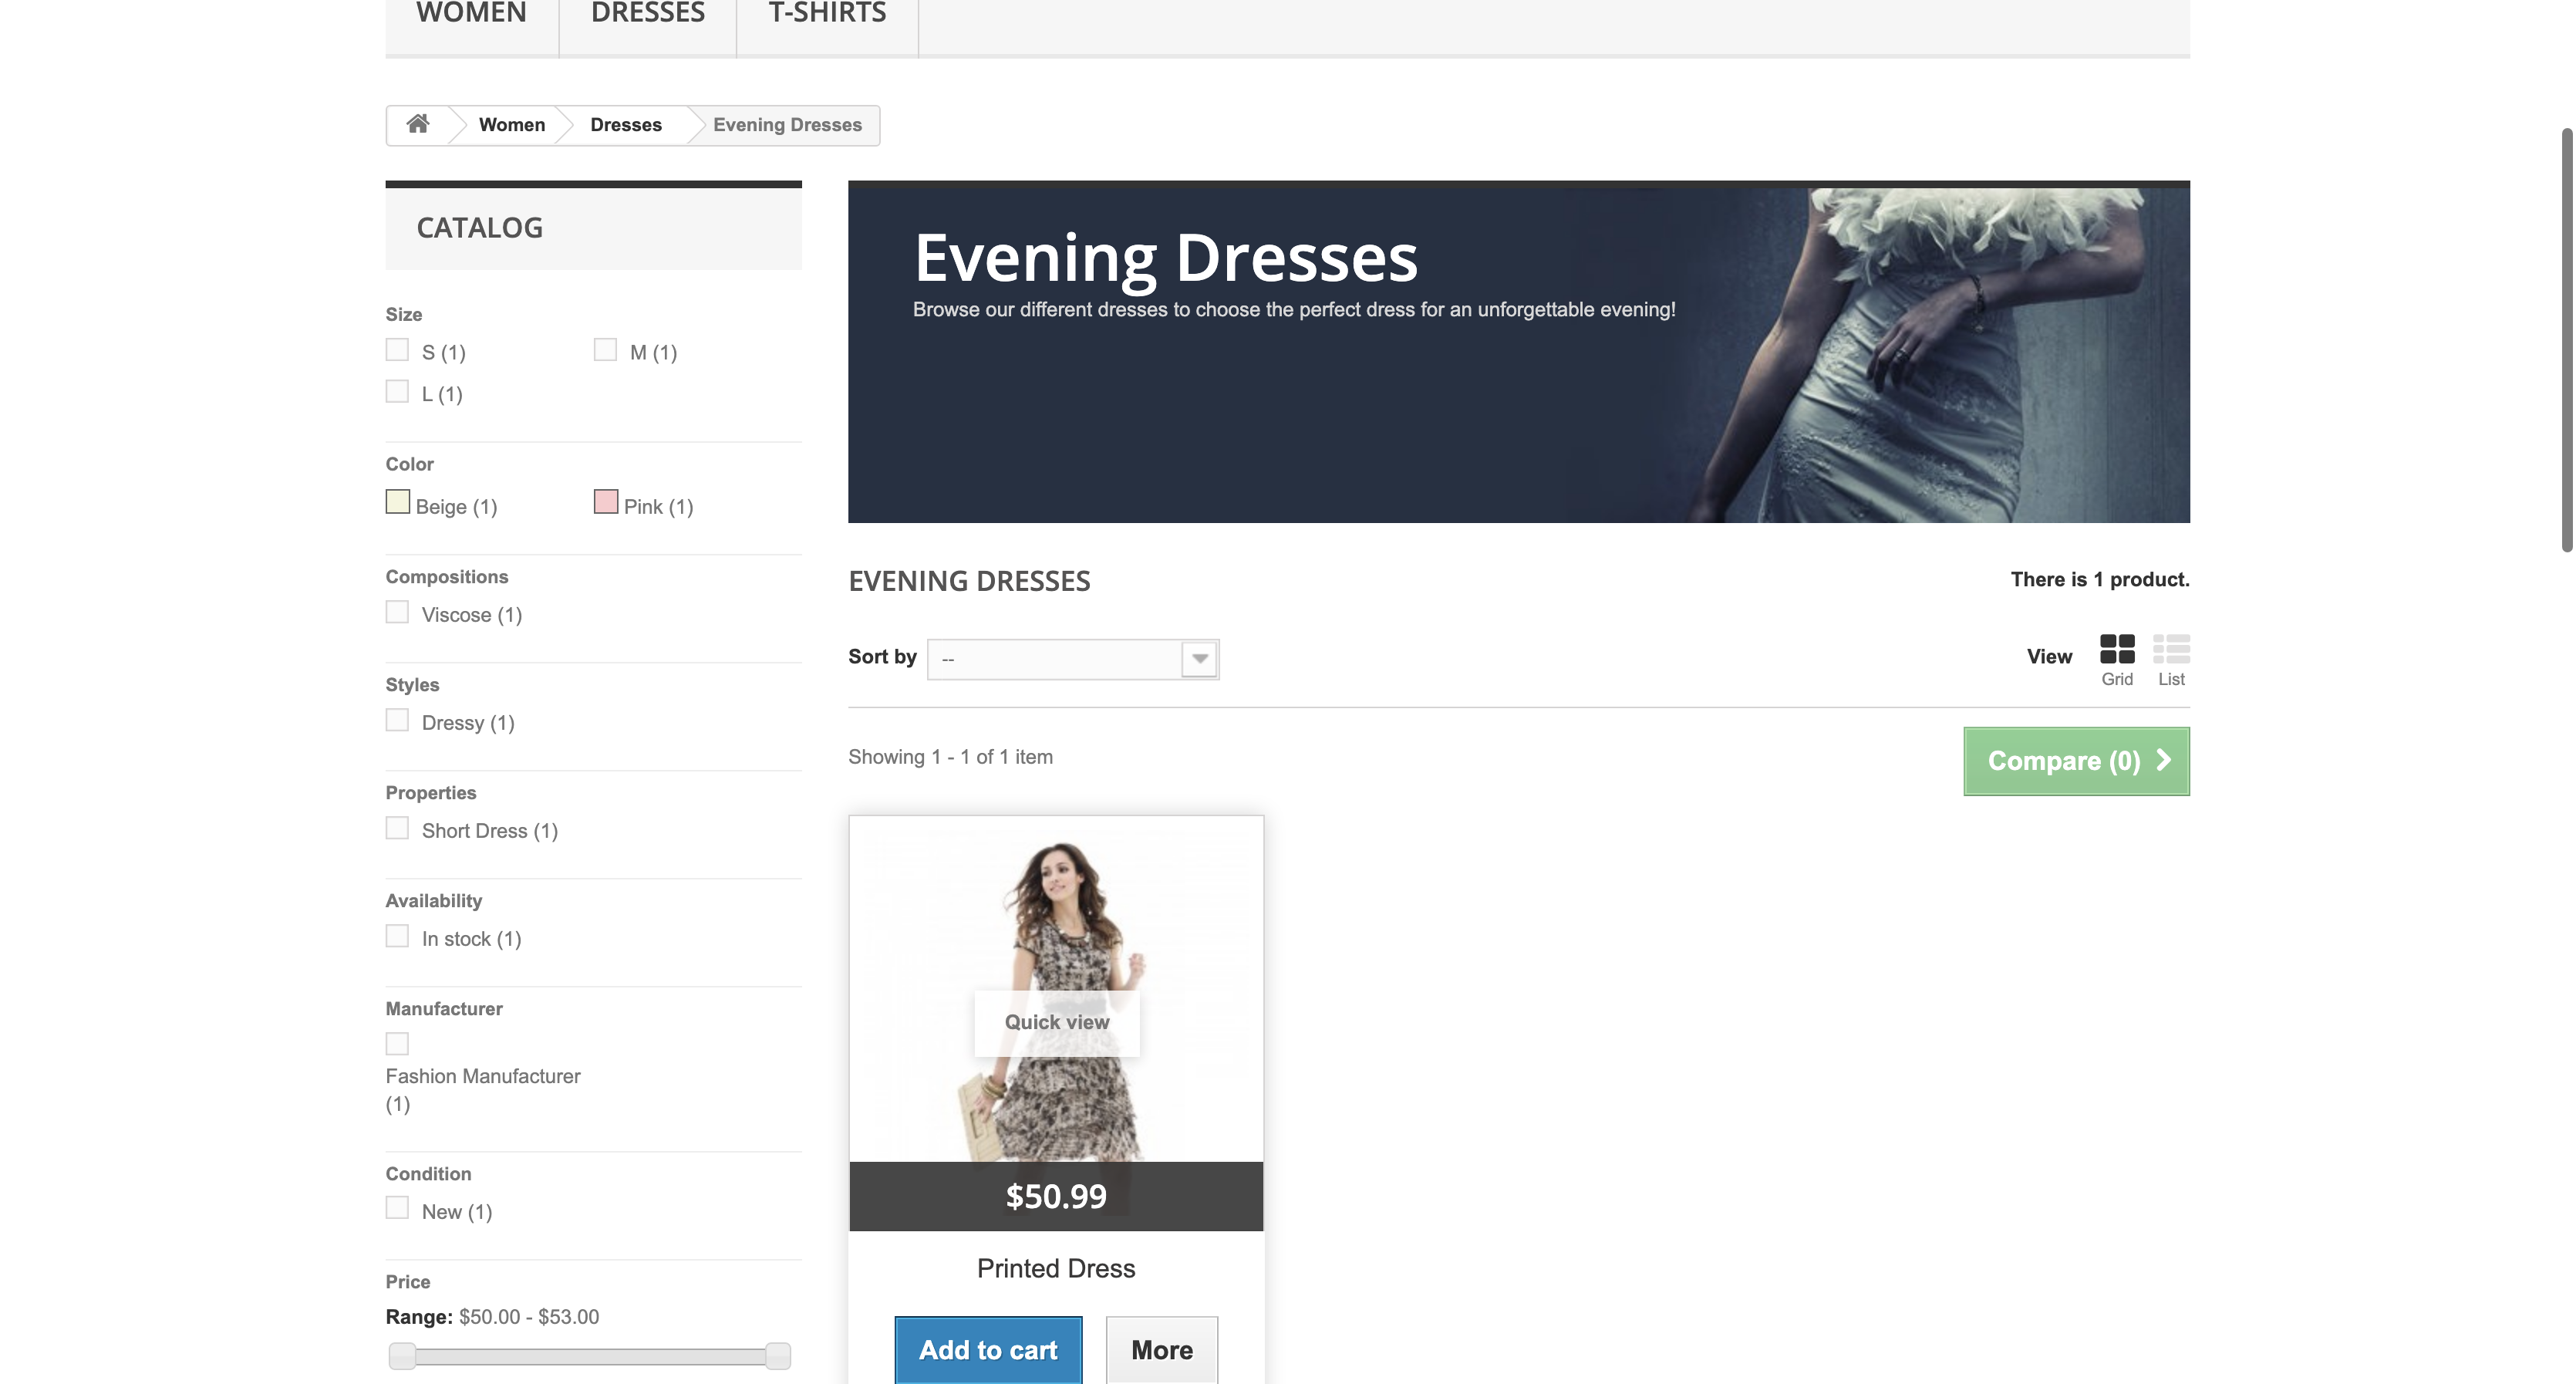 WOMEN
DRESSES
T-SHIRTS
Women
Dresses
Evening Dresses
CATALOG
Size
S (1)
M (1)
L (1)
Color
Beige (1)
Pink (1)
Compositions
Viscose (1)
Styles
Dressy (1)
Properties
Short Dress (1)
Availability
In stock (1)
Manufacturer
Fashion Manufacturer
(1)
Condition
New (1)
Price
Range: $50.00 - $53.00
Evening Dresses
Browse our different dresses to choose the perfect dress for an unforgettable evening!
EVENING DRESSES
There is 1 product.
Sort by
--
View
Grid
List
Showing 1 - 1 of 1 item
Compare (0)
Quick view
$50.99
Printed Dress
Add to cart
More